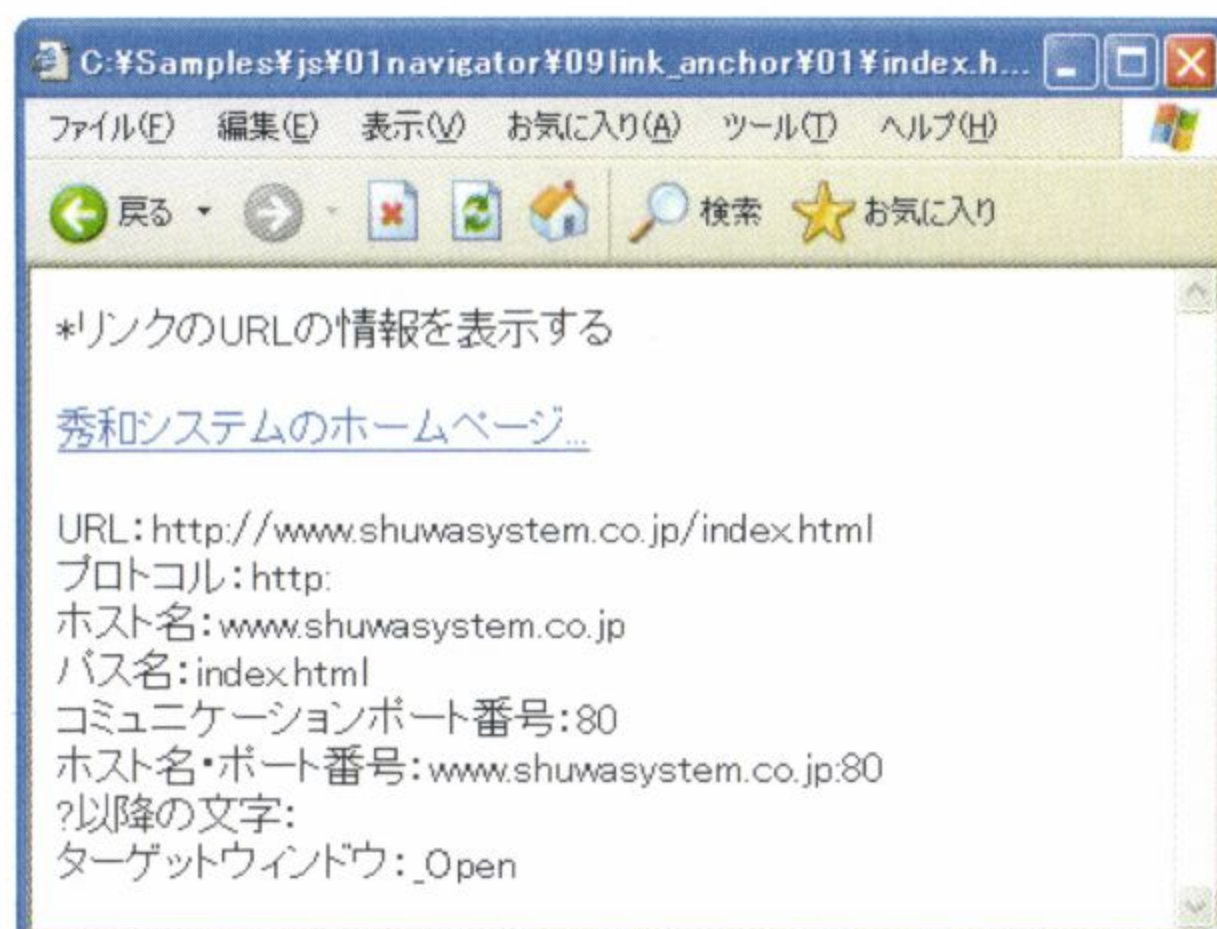 C:¥Samples¥js¥01navigator¥09link_anchor¥01¥index.h...
ファイル(F) 編集(E) 表示(V) お気に入り(A) ツール(T) ヘルプ(H)
戻る 検索 お気に入り
*リンクのURLの情報を表示する
秀和システムのホームページ...
URL:http://www.shuwasystem.co.jp/index.html
プロトコル:http:
ホスト名:www.shuwasystem.co.jp
パス名:index.html
コミュニケーションポート番号:80
ホスト名・ポート番号:www.shuwasystem.co.jp:80
?以降の文字:
ターゲットウィンドウ:_Open